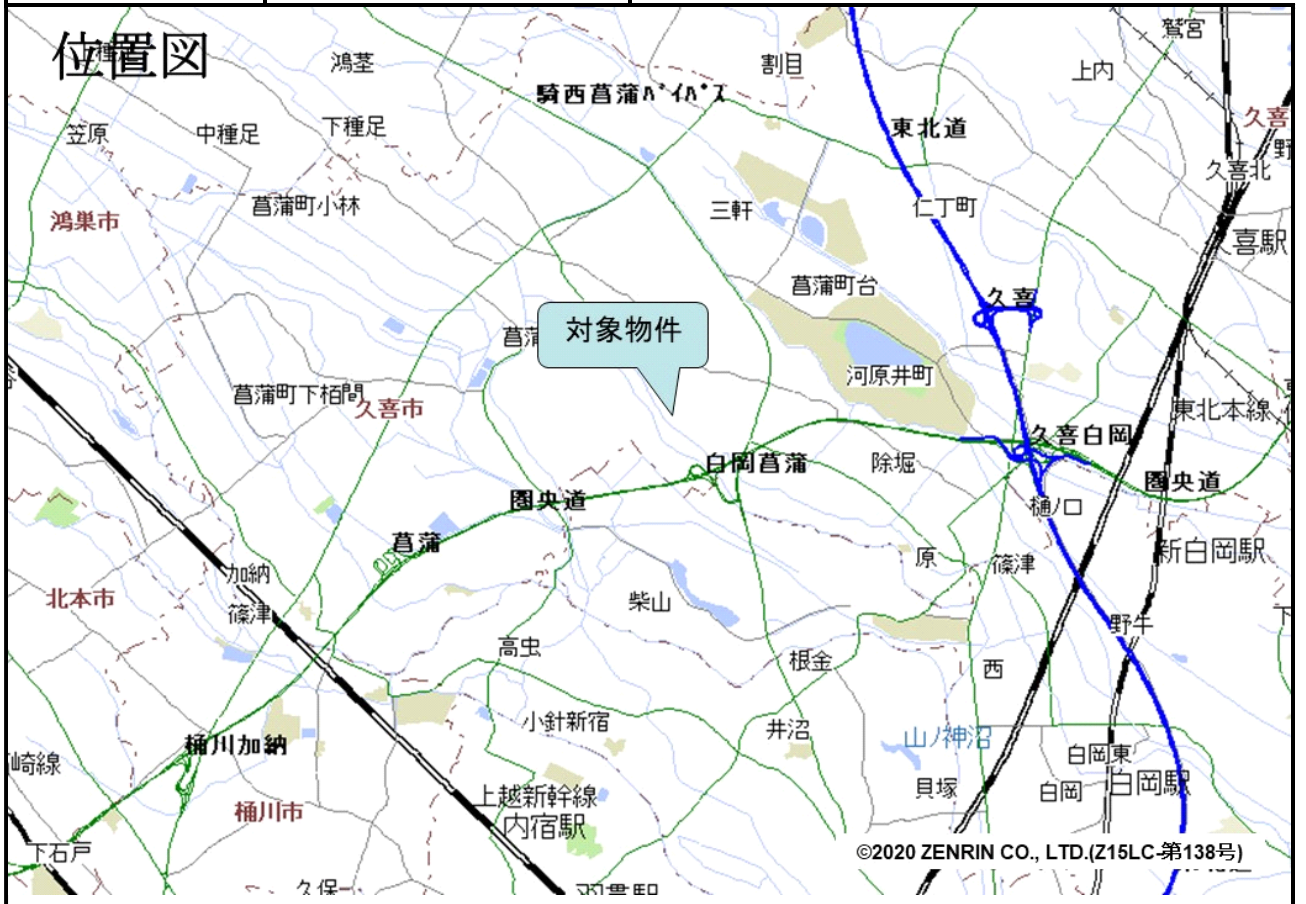 位置図
鴻茎
割目
鷲宮
上内
騎西菖蒲バイパス
笠原
中種足
下種足
東北道
久喜
久喜北
鴻巣市
菖蒲町小林
三軒
仁丁町
久喜駅
菖蒲町台
久喜
対象物件
菖蒲町下栢間
久喜市
河原井町
東北本線
白岡菖蒲
除堀
久喜白岡
圏央道
圏央道
樋ノ口
菖蒲
新白岡駅
原
篠津
加納
北本市
篠津
柴山
野牛
高虫
根金
西
小針新宿
井沼
山ノ神沼
桶川加納
白岡東
崎線
貝塚
白岡
白岡駅
桶川市
上越新幹線
内宿駅
下石戸
©2020 ZENRIN CO., LTD.(Z15LC-第138号)
久保
羽貫駅